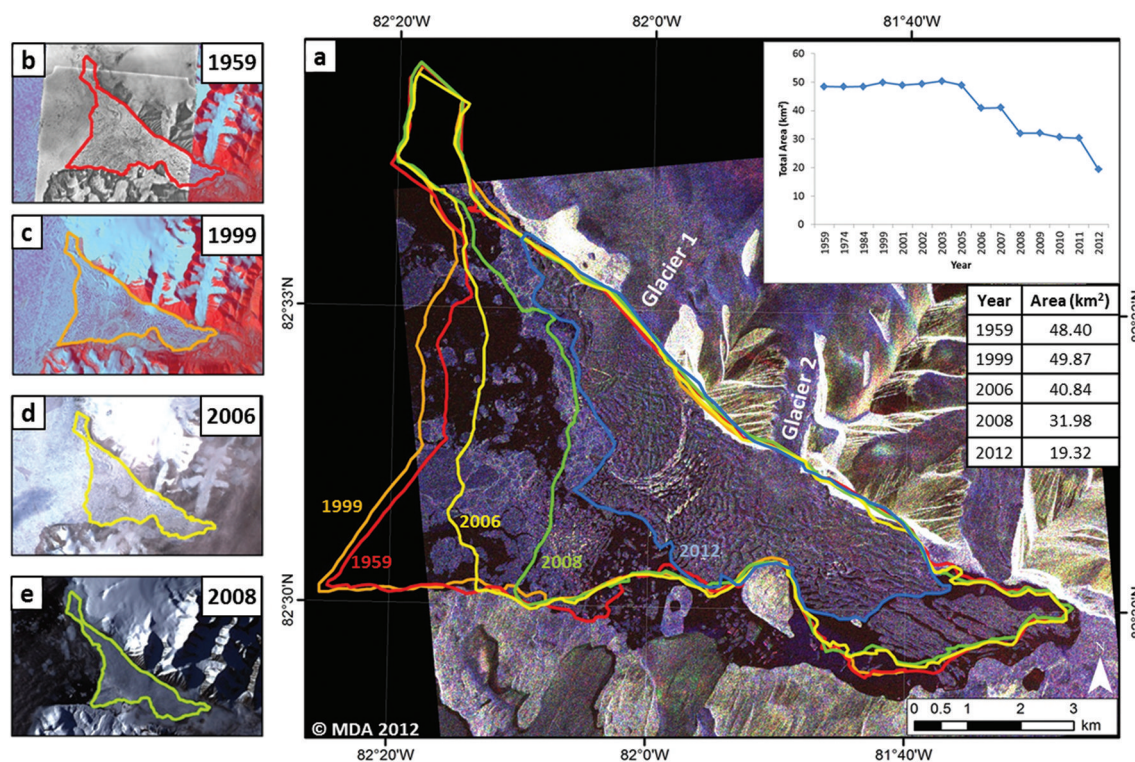 82°20'W
82°0'W
81°40'W
b
1959
c
1999
d
2006
e
2008
a
Glacier 1
Glacier 2
1999
1959
2006
2008
2012
© MDA 2012
Total Area (km²)
60
50
40
30
20
10
0
1959
1974
1984
1999
2001
2002
2003
2005
2006
2007
2008
2009
2010
2011
2012
Year
Year Area (km²)
1959 48.40
1999 49.87
2006 40.84
2008 31.98
2012 19.32
82°33'N
82°30'N
N
0 0.5 1 2 3
km
82°20'W
82°0'W
81°40'W